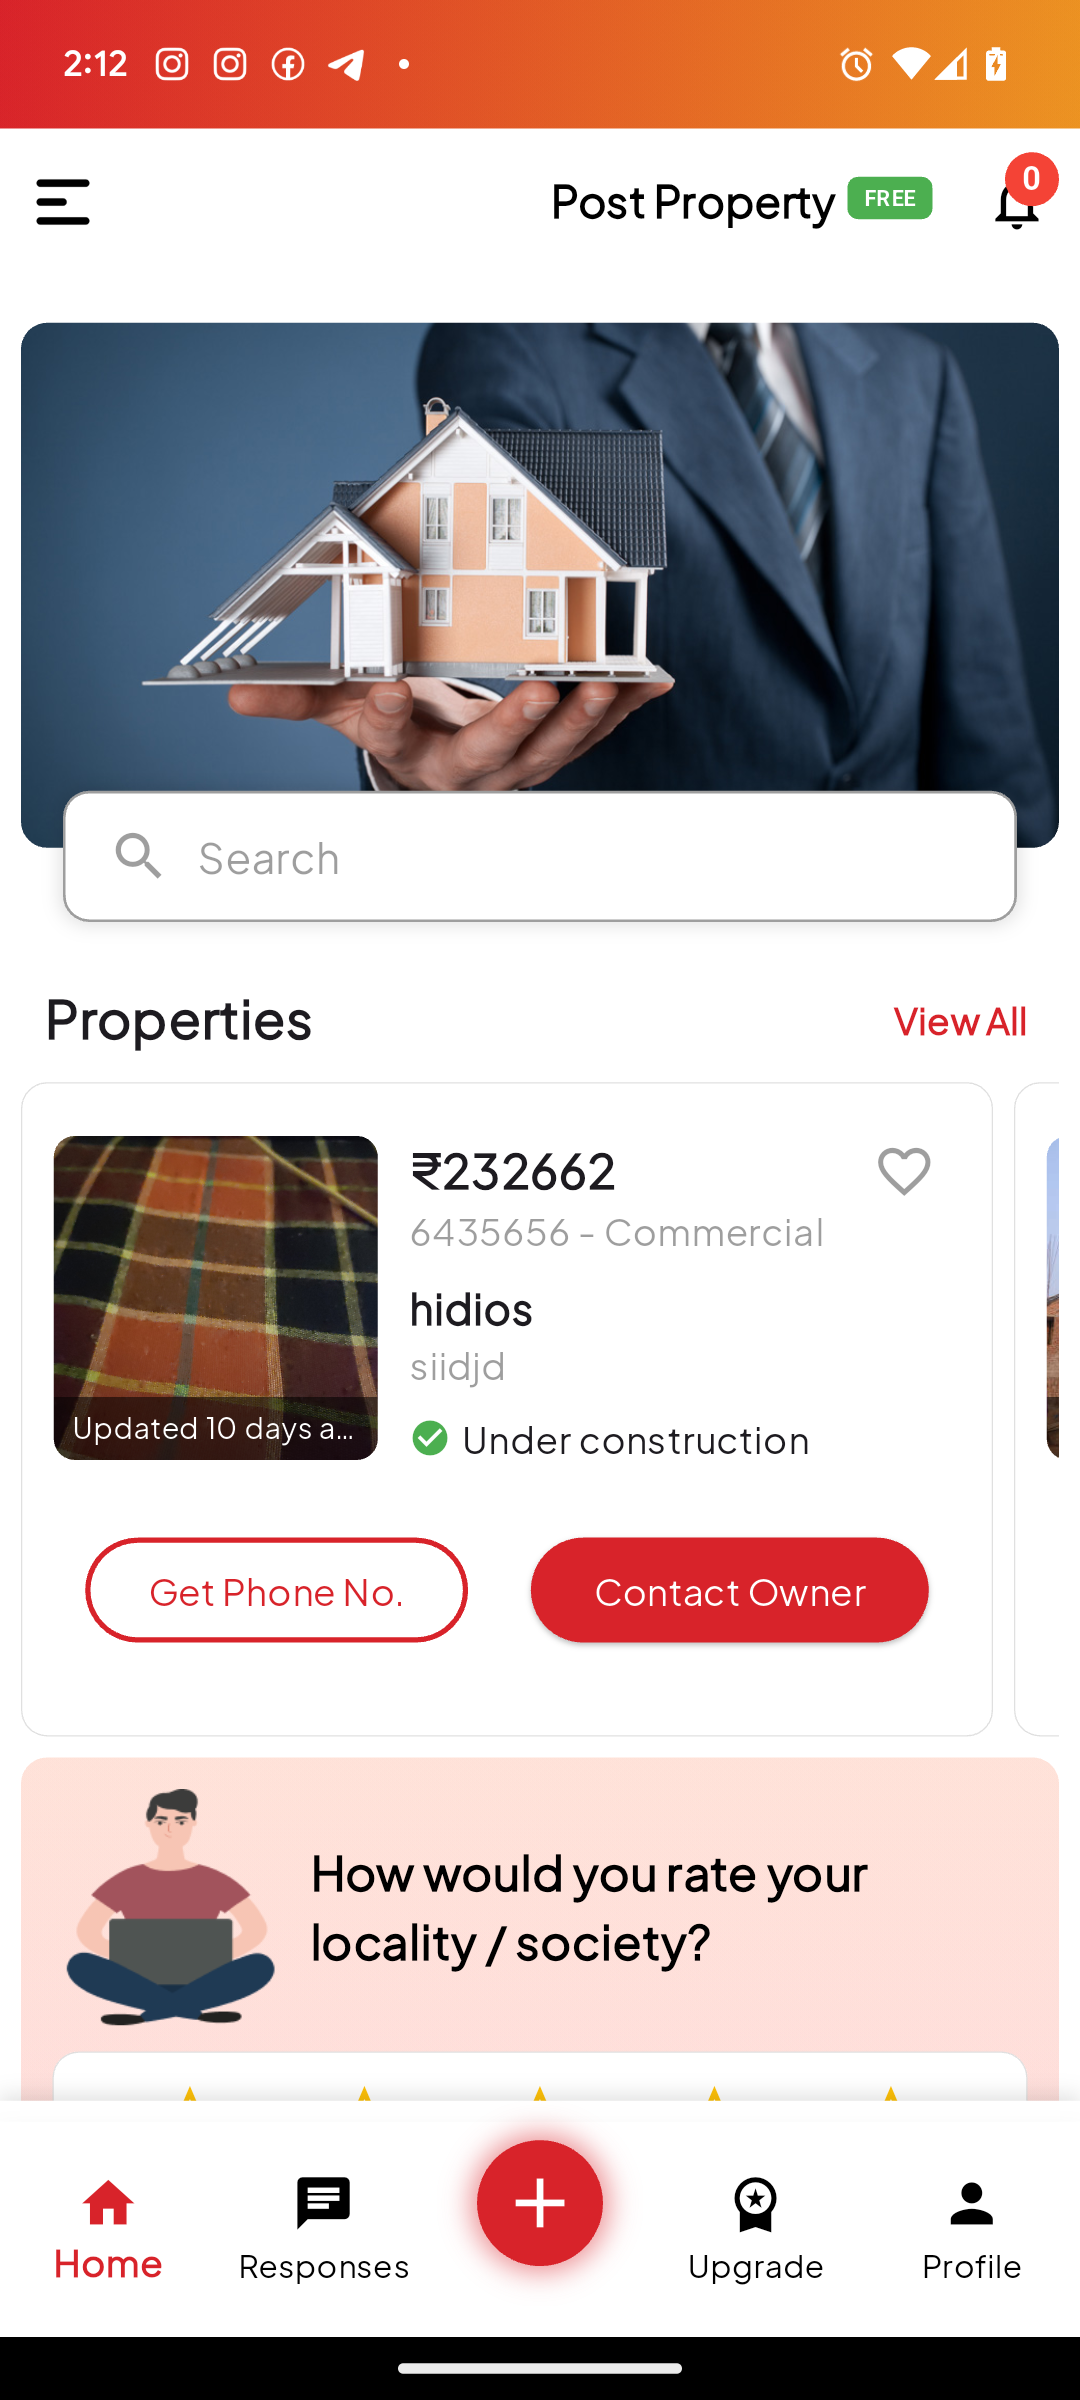 2:12
Post Property FREE
0
Search
Properties
View All
₹232662
6435656 - Commercial
hidios
siidjd
Updated 10 days a...
Under construction
Get Phone No.
Contact Owner
How would you rate your
locality / society?
Home
Responses
Upgrade
Profile